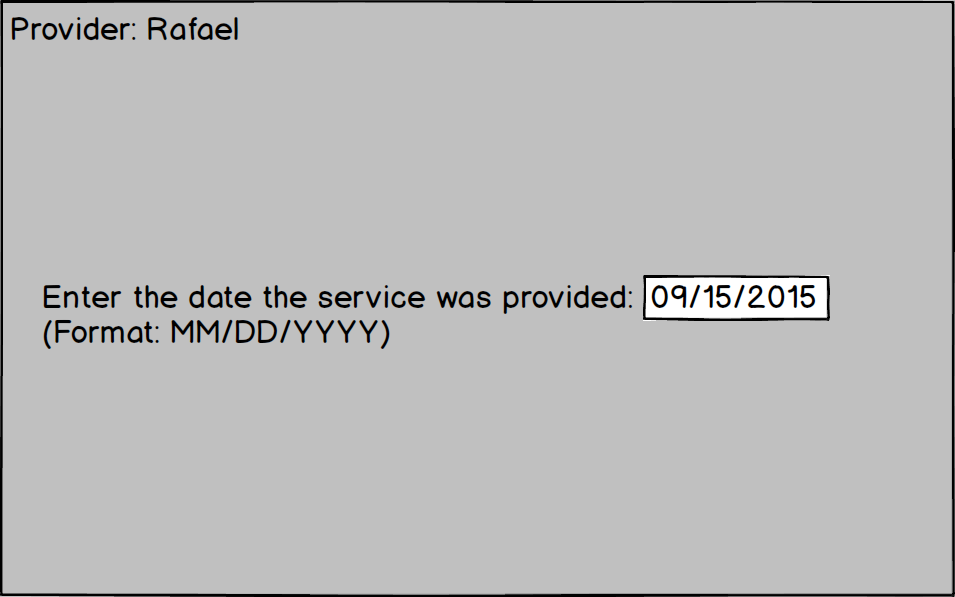 Provider: Rafael
Enter the date the service was provided: 09/15/2015
(Format: MM/DD/YYYY)